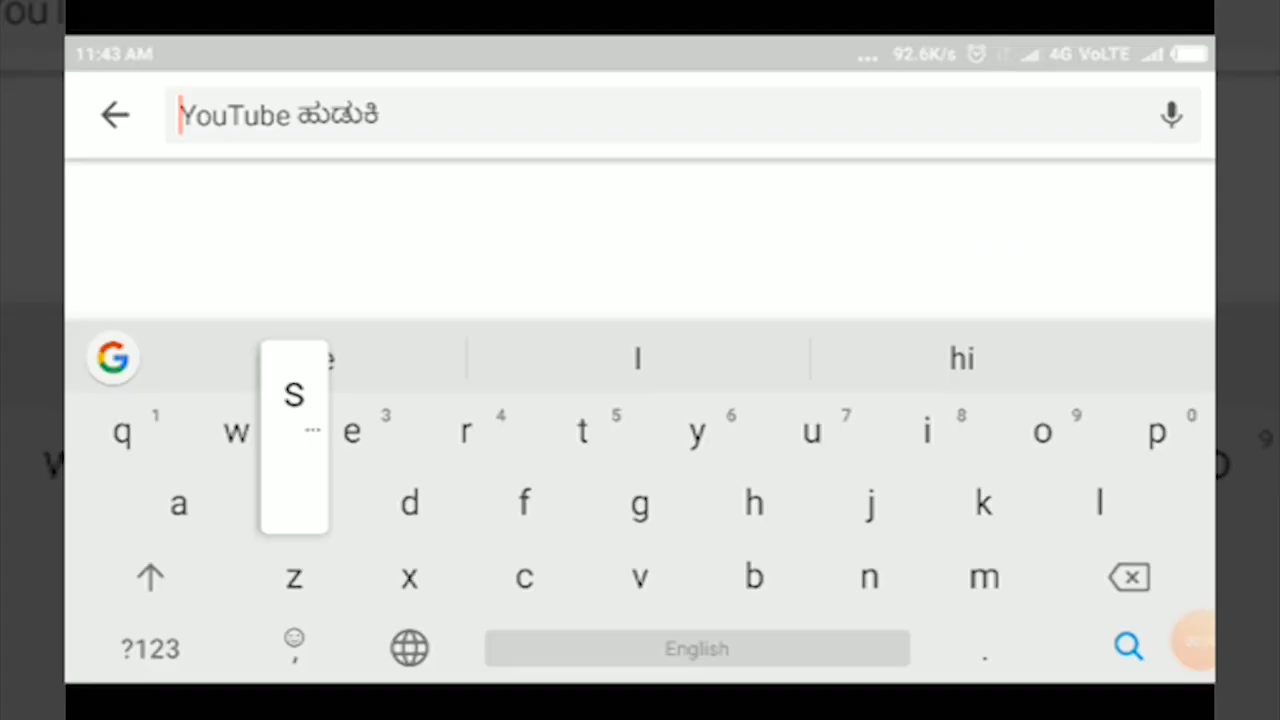 11:43 AM ... 92.6K/s 4G VoLTE
YouTube ಹುಡುಕಿ
I hi
q 1 w e 3 r 4 t 5 y 6 u 7 i 8 o 9 p 0
a s d f g h j k l
z x c v b n m
?123 , English .